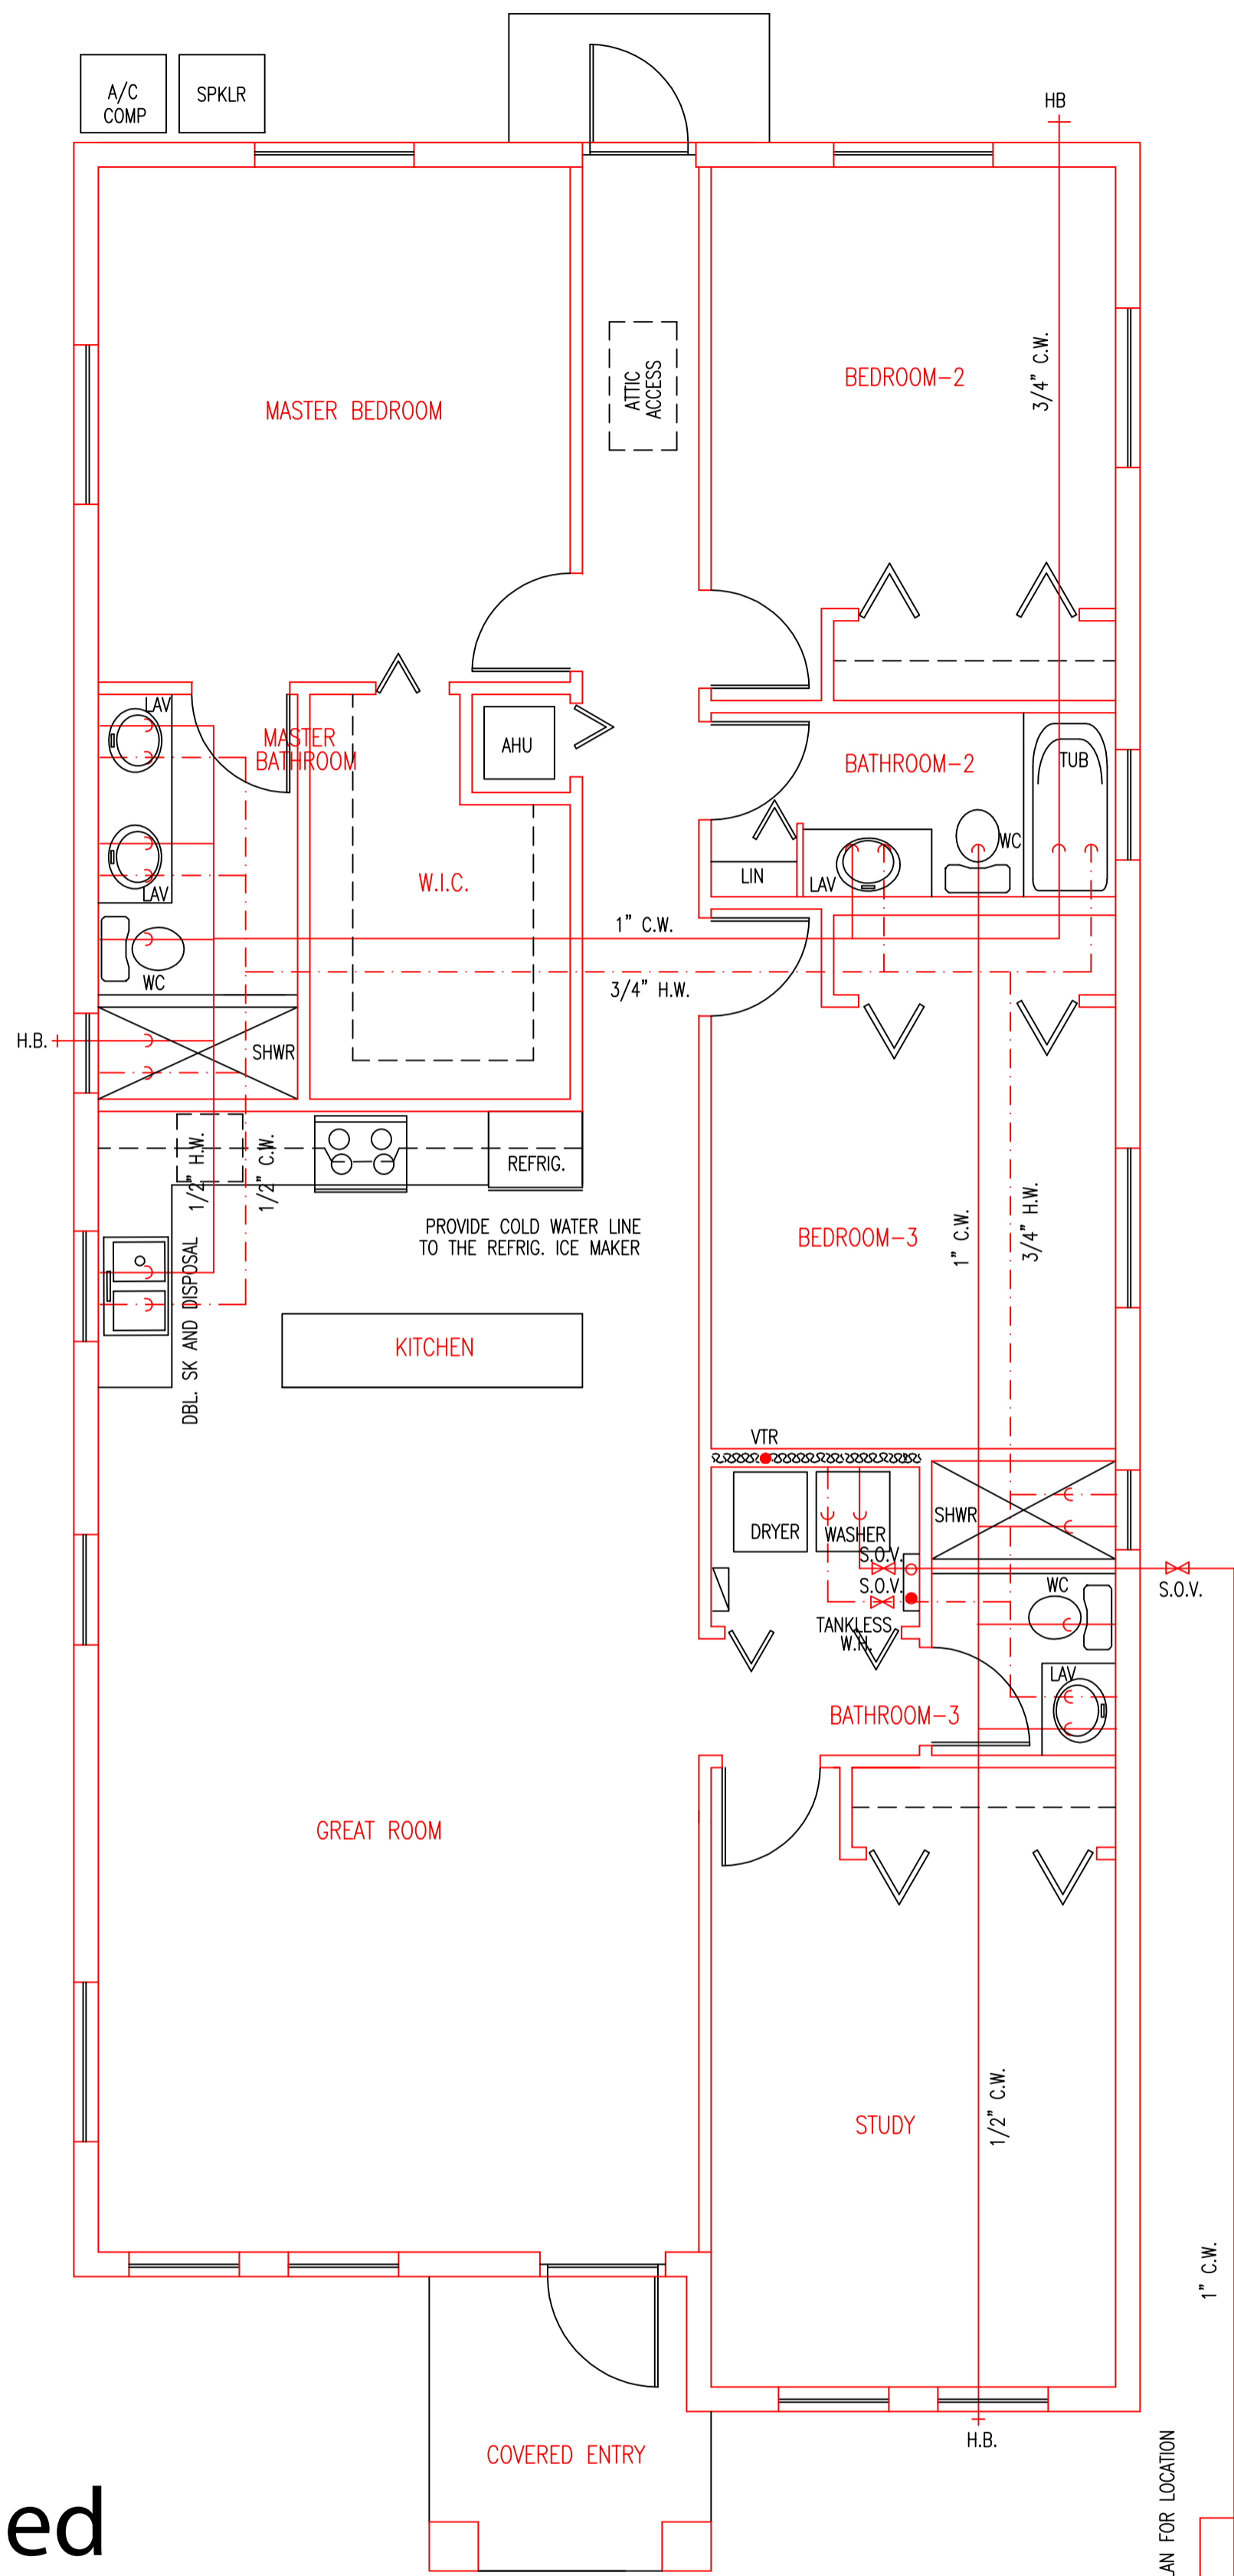 A/C
COMP
SPKLR
HB
ATTIC
ACCESS
3/4" C.W.
BEDROOM-2
MASTER BEDROOM
LAV
MASTER
BATHROOM
AHU
BATHROOM-2
TUB
WC
LAV
LIN
W.I.C.
LAV
1" C.W.
WC
3/4" H.W.
H.B.
SHWR
1/2" H.W.
1/2" C.W.
REFRIG.
PROVIDE COLD WATER LINE
TO THE REFRIG. ICE MAKER
1" C.W.
3/4" H.W.
BEDROOM-3
DBL. SK AND DISPOSAL
KITCHEN
VTR
DRYER
WASHER
SHWR
S.O.V.
S.O.V.
WC
S.O.V.
TANKLESS
W.H.
LAV
BATHROOM-3
GREAT ROOM
STUDY
1/2" C.W.
1" C.W.
H.B.
COVERED ENTRY
LAN FOR LOCATION
ed